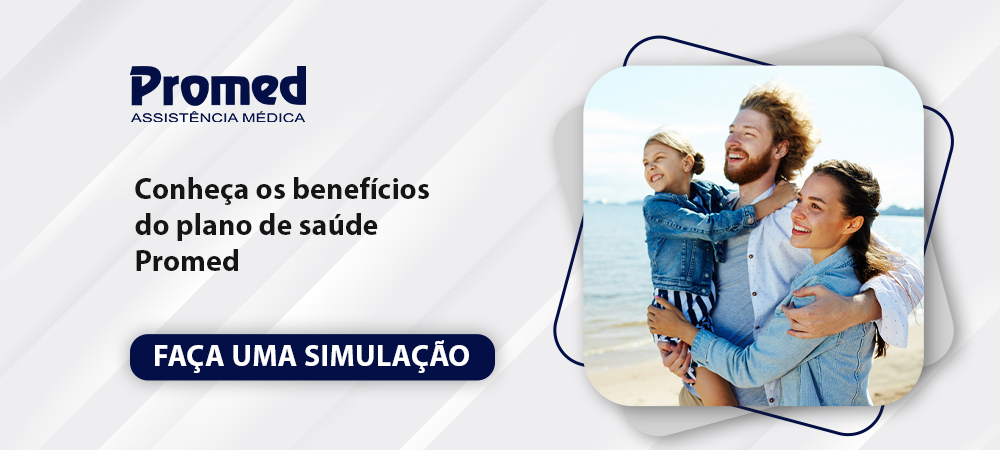 Promed
ASSISTÊNCIA MÉDICA
Conheça os benefícios
do plano de saúde
Promed
FAÇA UMA SIMULAÇÃO